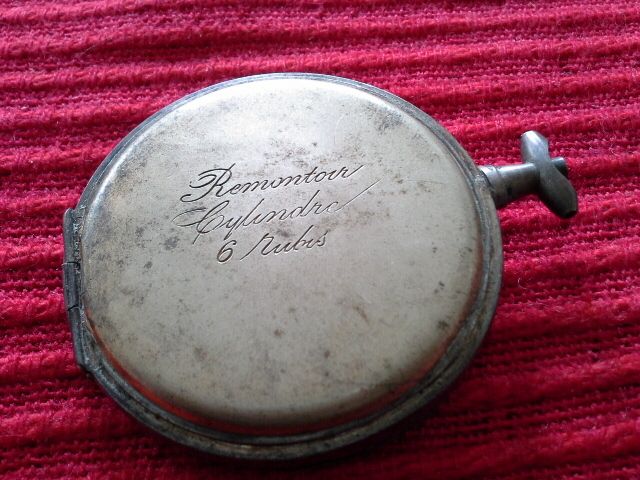 Remontoir
Cylindre
6 rubis